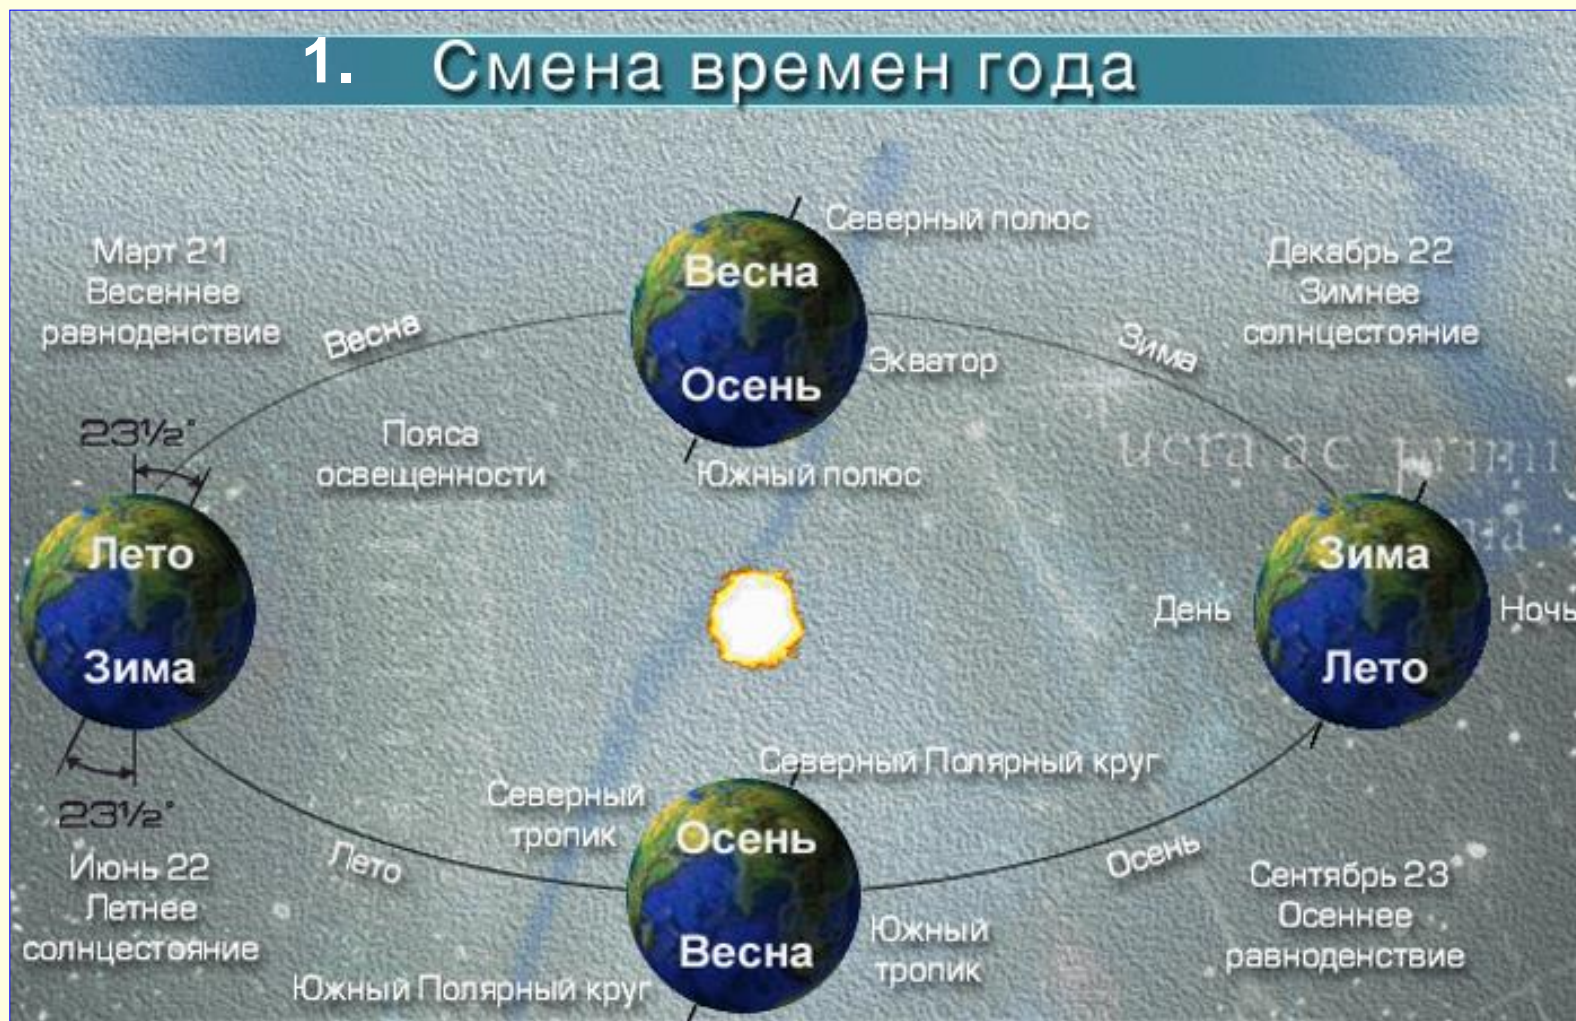 1. Смена времен года
Северный полюс
Март 21
Весеннее
равноденствие
Декабрь 22
Зимнее
солнцестояние
Весна
Весна
Осень
Экватор
Зима
23½°
Пояса
освещенности
Южный полюс
Лето
Зима
День
Зима
Лето
Ночь
23½°
Июнь 22
Летнее
солнцестояние
Лето
Северный
тропик
Северный Полярный круг
Осень
Весна
Осень
Южный
тропик
Сентябрь 23
Осеннее
равноденствие
Южный Полярный круг